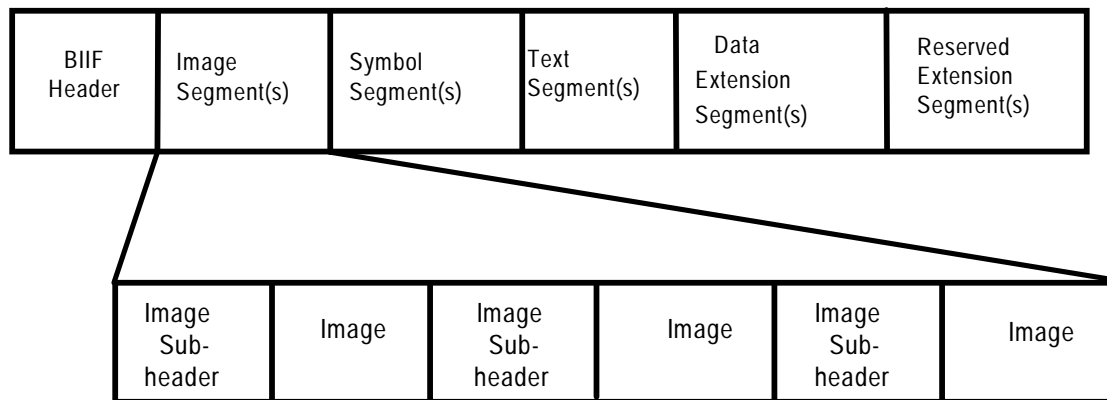 BIIF
Header
Image
Segment(s)
Symbol
Segment(s)
Text
Segment(s)
Data
Extension
Segment(s)
Reserved
Extension
Segment(s)
Image
Sub-
header
Image
Image
Sub-
header
Image
Image
Sub-
header
Image